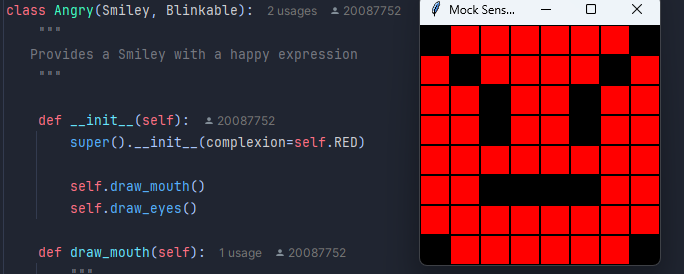 class Angry(Smiley, Blinkable): 2 usages 20087752
"""
Provides a Smiley with a happy expression
"""
def __init__(self): 20087752
super().__init__(complexion=self.RED)
self.draw_mouth()
self.draw_eyes()
def draw_mouth(self): 1 usage 20087752
"""
Mock Sens...